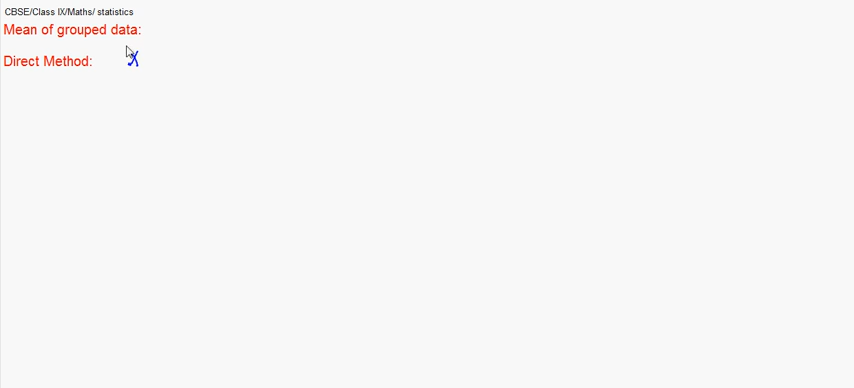 CBSE/Class IX/Maths/ statistics
Mean of grouped data:
Direct Method: x